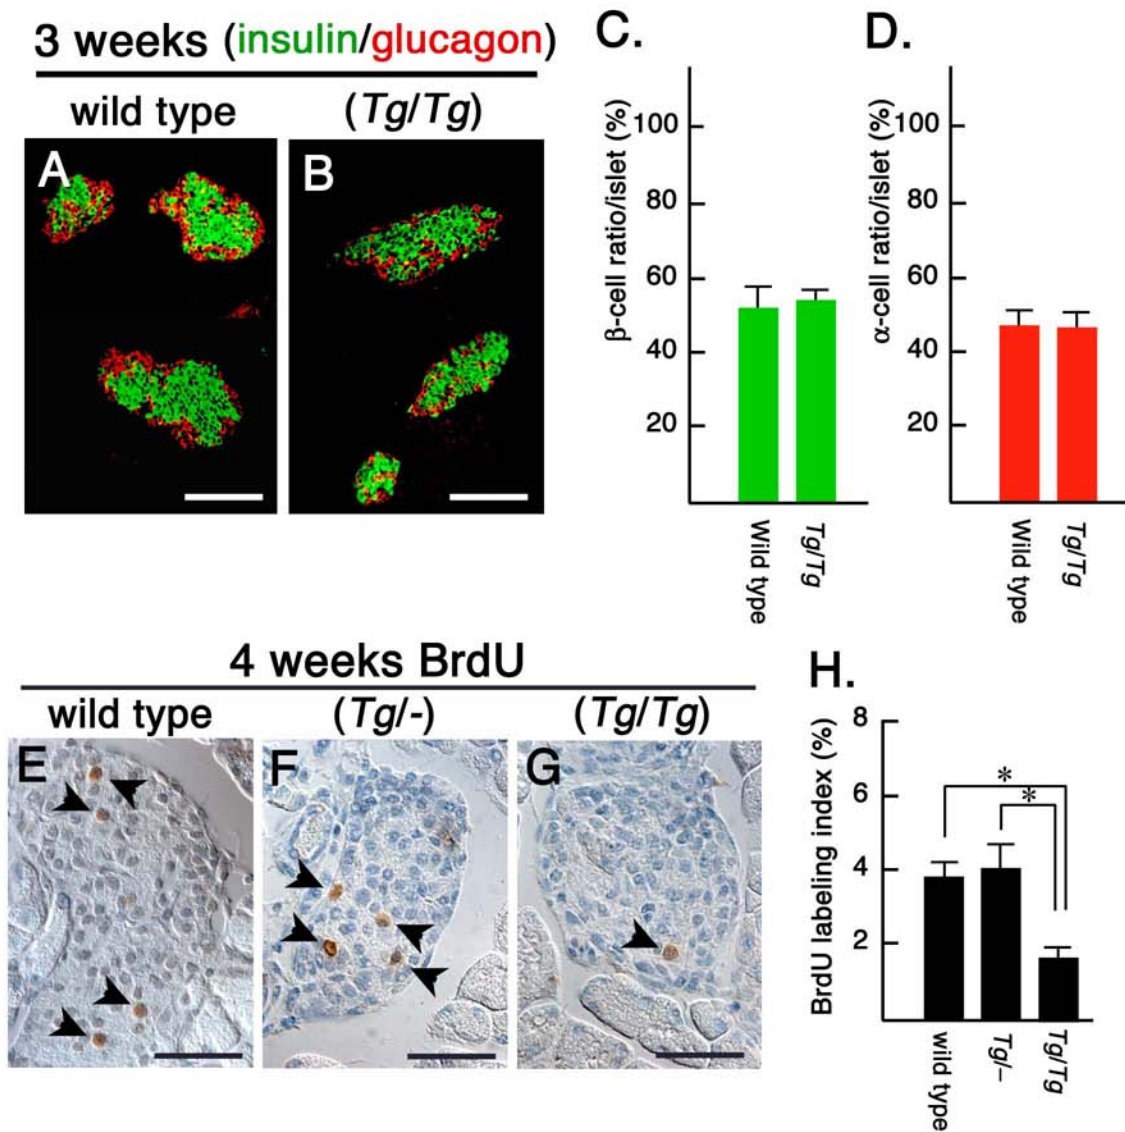 3 weeks (insulin/glucagon)
wild type
(Tg/Tg)
A
B
C.
β-cell ratio/islet (%)
100
80
60
40
20
Wild type
Tg/Tg
D.
α-cell ratio/islet (%)
100
80
60
40
20
Wild type
Tg/Tg
4 weeks BrdU
wild type
(Tg/-)
(Tg/Tg)
E
F
G
H.
BrdU labeling index (%)
8
6
4
2
*
*
wild type
Tg/–
Tg/Tg